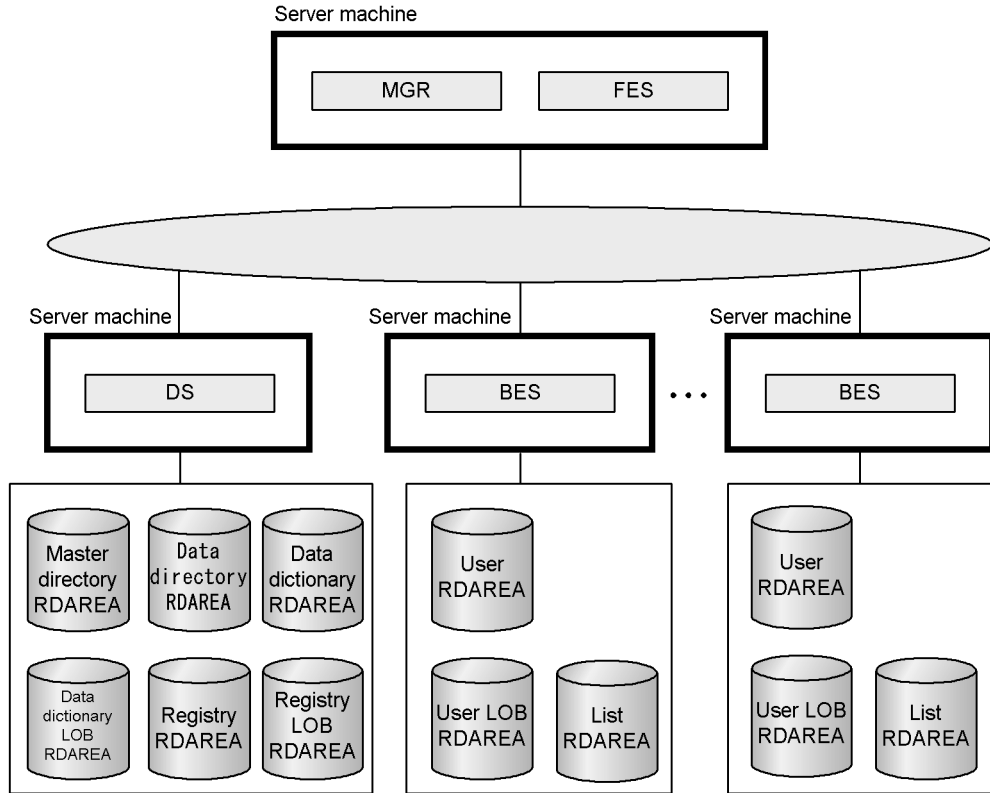 Server machine
MGR
FES
Server machine
Server machine
Server machine
DS
BES
...
BES
Master
directory
RDAREA
Data
directory
RDAREA
Data
dictionary
RDAREA
Data
dictionary
LOB
RDAREA
Registry
RDAREA
Registry
LOB
RDAREA
User
RDAREA
User LOB
RDAREA
List
RDAREA
User
RDAREA
User LOB
RDAREA
List
RDAREA